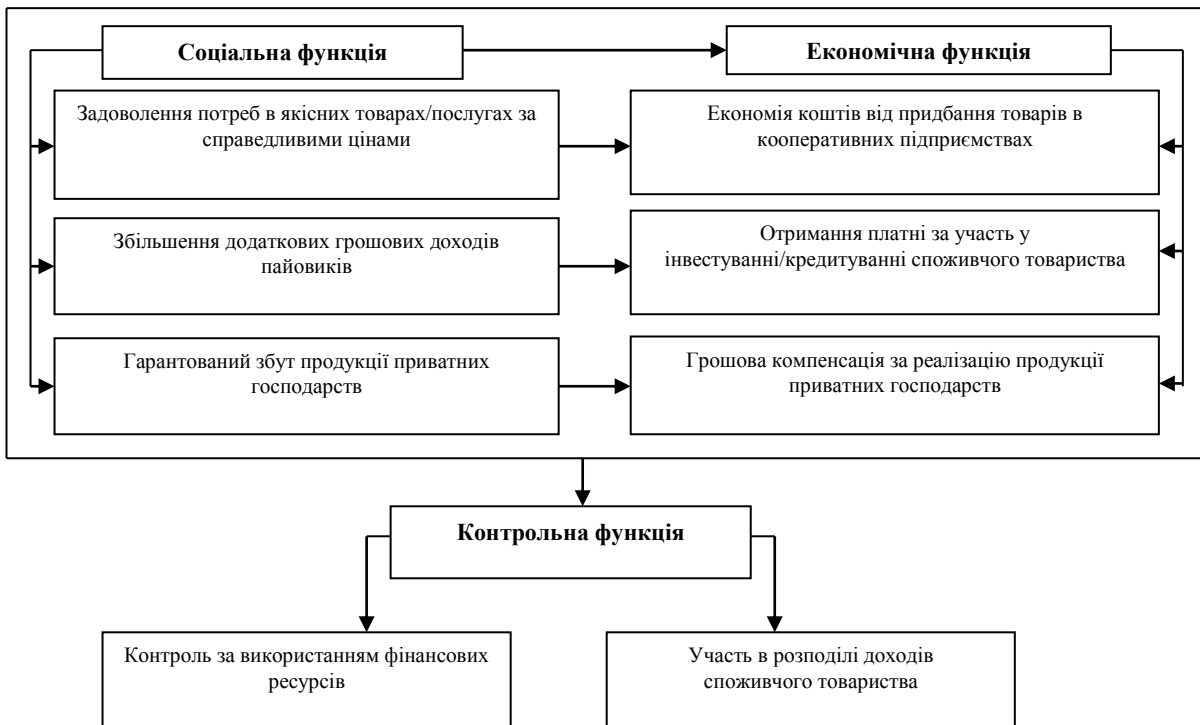 Соціальна функція
Економічна функція
Задоволення потреб в якісних товарах/послугах за
справедливими цінами
Економія коштів від придбання товарів в
кооперативних підприємствах
Збільшення додаткових грошових доходів
пайовиків
Отримання платні за участь у
інвестуванні/кредитуванні споживчого товариства
Гарантований збут продукції приватних
господарств
Грошова компенсація за реалізацію продукції
приватних господарств
Контрольна функція
Контроль за використанням фінансових
ресурсів
Участь в розподілі доходів
споживчого товариства